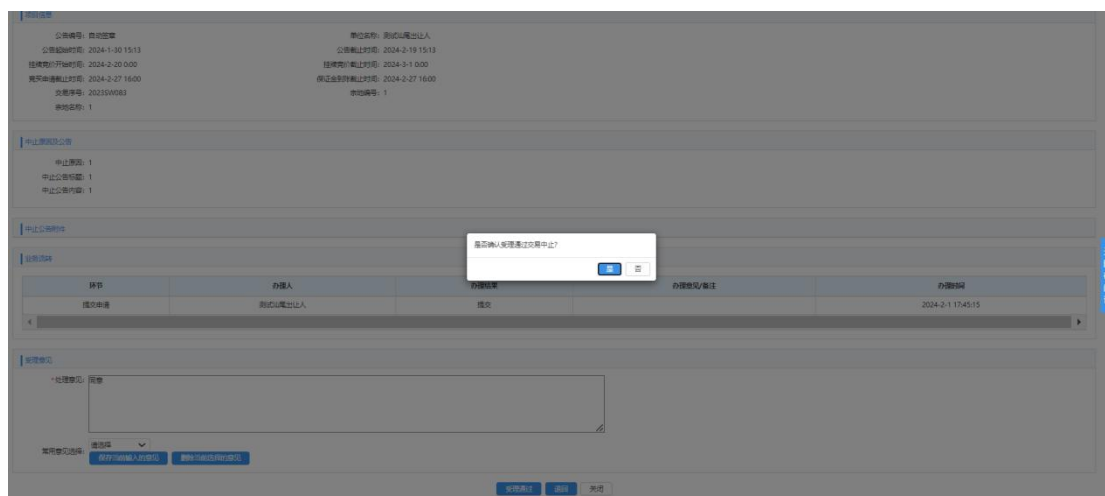 项目信息
公告编号: 自动签章 单位名称: 测试汕尾出让人
公告起始时间: 2024-1-30 15:13 公告截止时间: 2024-2-19 15:13
挂牌竞价开始时间: 2024-2-20 0:00 挂牌竞价截止时间: 2024-3-1 0:00
竞买申请截止时间: 2024-2-27 16:00 保证金到账截止时间: 2024-2-27 16:00
交易序号: 2023SW083 宗地编号: 1
宗地名称: 1
中止原因及公告
中止原因: 1
中止公告标题: 1
中止公告内容: 1
中止公告附件
是否确认受理通过交易中止?
是 否
业务流转
环节 办理人 办理结果 办理意见/备注 办理时间
提交申请 测试汕尾出让人 提交 2024-2-1 17:45:15
受理意见
*处理意见: 同意
常用意见选择: 请选择
保存当前输入的意见 删除当前选择的意见
受理通过 退回 关闭